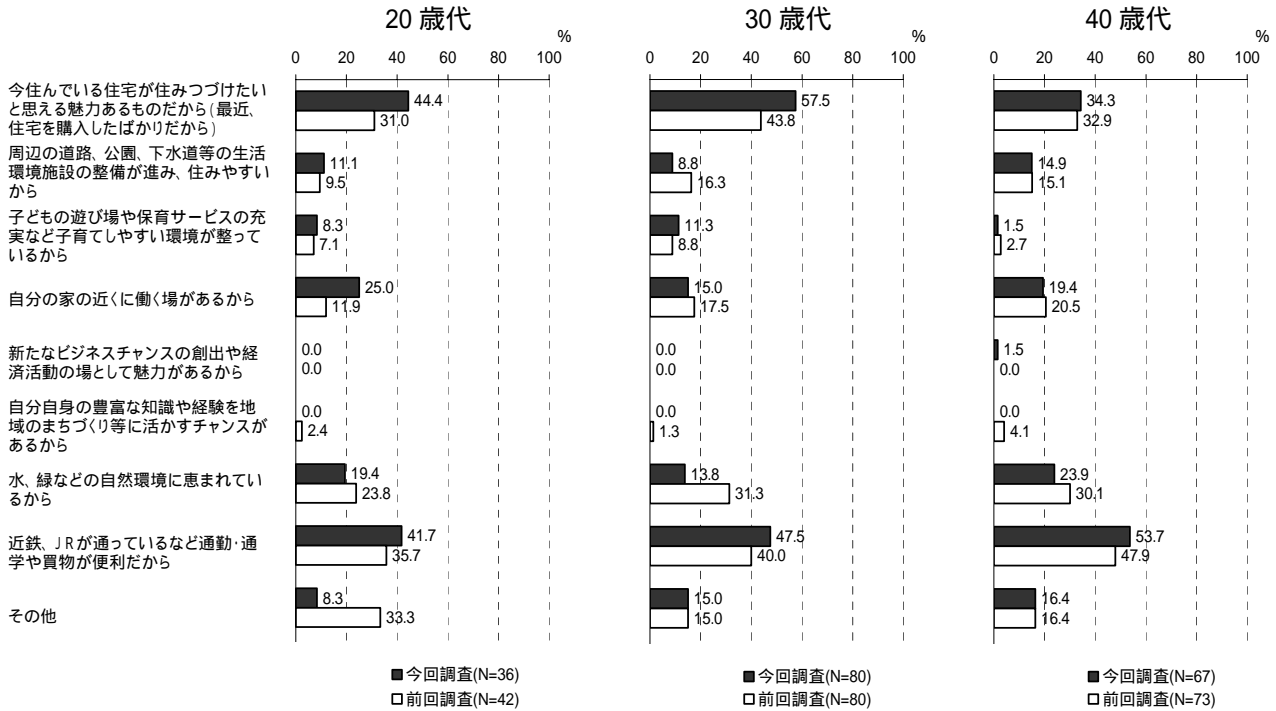 20 歳代
30 歳代
40 歳代
%
%
%
0 20 40 60 80 100
0 20 40 60 80 100
0 20 40 60 80 100
今住んでいる住宅が住みつづけたい
と思える魅力あるものだから(最近、
住宅を購入したばかりだから)
44.4
31.0
57.5
43.8
34.3
32.9
周辺の道路、公園、下水道等の生活
環境施設の整備が進み、住みやすい
から
11.1
9.5
8.8
16.3
14.9
15.1
子どもの遊び場や保育サービスの充
実など子育てしやすい環境が整って
いるから
8.3
7.1
11.3
8.8
1.5
2.7
自分の家の近くに働く場があるから
25.0
11.9
15.0
17.5
19.4
20.5
新たなビジネスチャンスの創出や経
済活動の場として魅力があるから
0.0
0.0
0.0
0.0
1.5
0.0
自分自身の豊富な知識や経験を地
域のまちづくり等に活かすチャンスが
あるから
0.0
2.4
0.0
1.3
0.0
4.1
水、緑などの自然環境に恵まれてい
るから
19.4
23.8
13.8
31.3
23.9
30.1
近鉄、JRが通っているなど通勤・通
学や買物が便利だから
41.7
35.7
47.5
40.0
53.7
47.9
その他
8.3
33.3
15.0
15.0
16.4
16.4
■今回調査(N=36)
□前回調査(N=42)
■今回調査(N=80)
□前回調査(N=80)
■今回調査(N=67)
□前回調査(N=73)